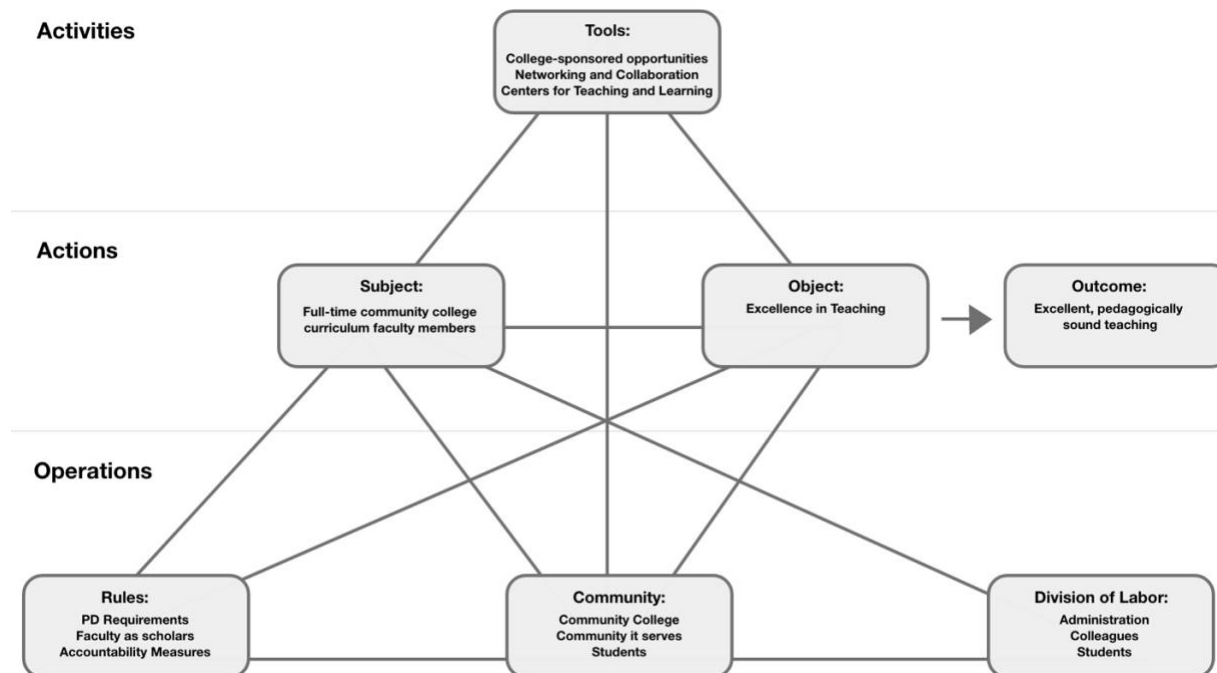 Activities
Tools:
College-sponsored opportunities
Networking and Collaboration
Centers for Teaching and Learning
Actions
Subject:
Full-time community college
curriculum faculty members
Object:
Excellence in Teaching
Outcome:
Excellent, pedagogically
sound teaching
Operations
Rules:
PD Requirements
Faculty as scholars
Accountability Measures
Community:
Community College
Community it serves
Students
Division of Labor:
Administration
Colleagues
Students